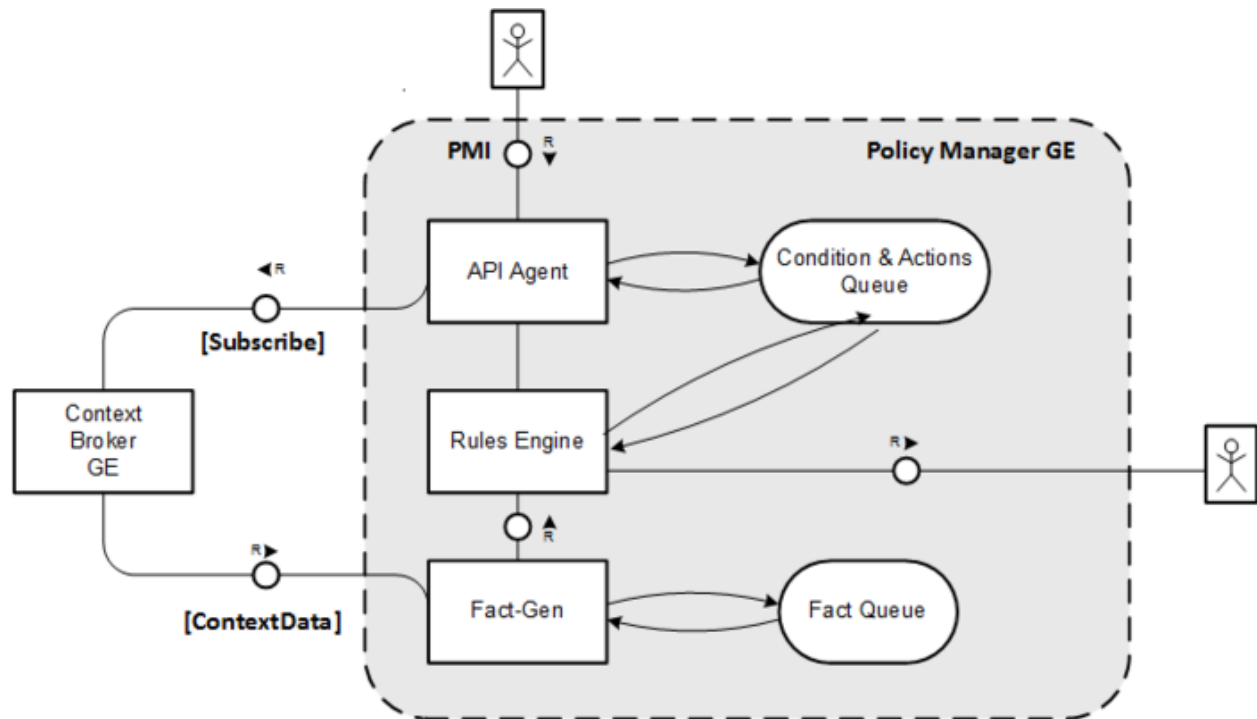 R
PMI
Policy Manager GE
R
API Agent
Condition & Actions
Queue
[Subscribe]
Context
Broker
GE
Rules Engine
R
R
R
[ContextData]
Fact-Gen
Fact Queue